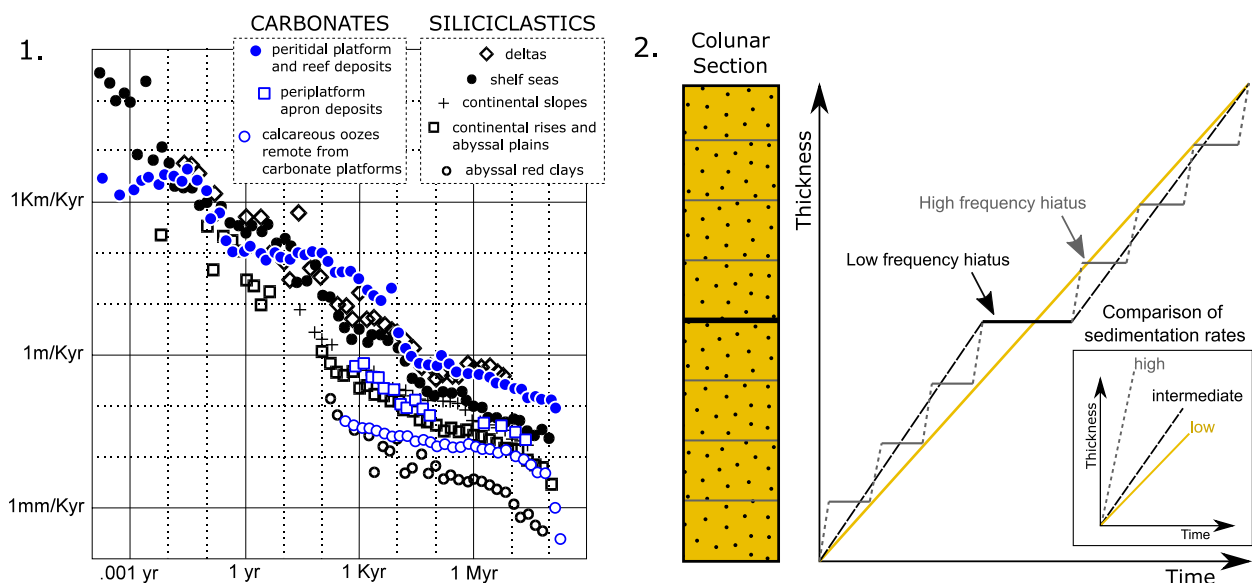 1.
CARBONATES
peritidal platform
and reef deposits
periplatform
apron deposits
calcareous oozes
remote from
carbonate platforms
SILICICLASTICS
deltas
shelf seas
continental slopes
continental rises and
abyssal plains
abyssal red clays
1Km/Kyr
1m/Kyr
1mm/Kyr
.001 yr
1 yr
1 Kyr
1 Myr
2.
Colunar
Section
Thickness
High frequency hiatus
Low frequency hiatus
Comparison of
sedimentation rates
high
intermediate
low
Thickness
Time
Time